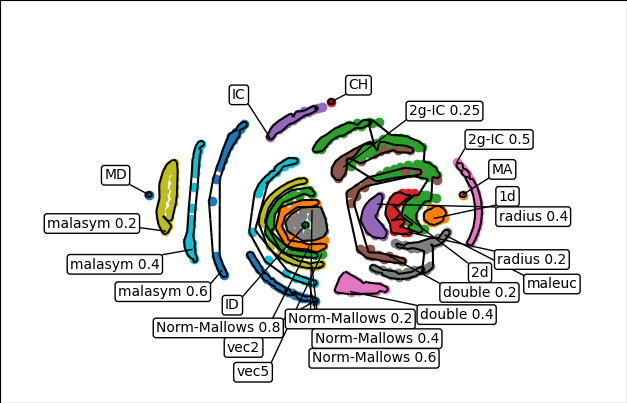 CH
IC
2g-IC 0.25
2g-IC 0.5
MD
MA
1d
malasym 0.2
radius 0.4
malasym 0.4
radius 0.2
2d
maleuc
malasym 0.6
double 0.2
ID
double 0.4
Norm-Mallows 0.2
Norm-Mallows 0.8
Norm-Mallows 0.4
vec2
Norm-Mallows 0.6
vec5